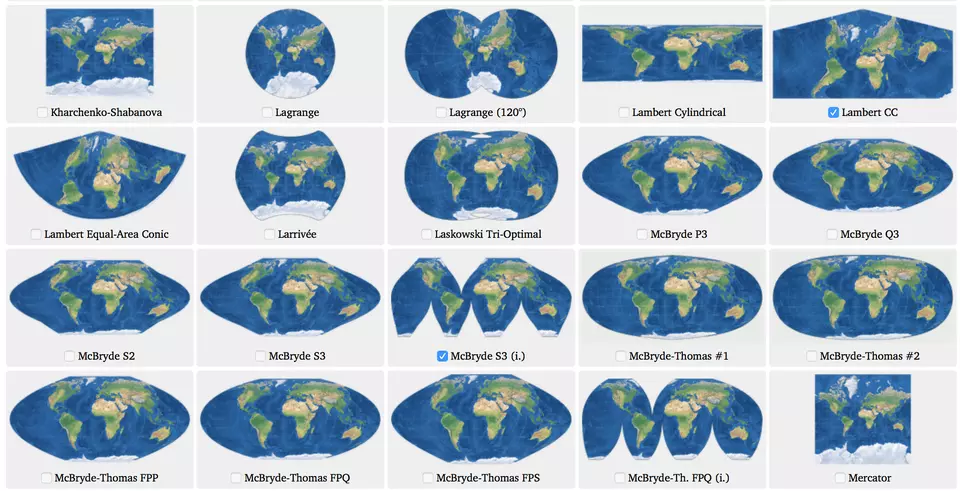 Kharchenko-Shabanova
Lagrange
Lagrange (120°)
Lambert Cylindrical
Lambert CC
Lambert Equal-Area Conic
Larrivée
Laskowski Tri-Optimal
McBryde P3
McBryde Q3
McBryde S2
McBryde S3
McBryde S3 (i.)
McBryde-Thomas #1
McBryde-Thomas #2
McBryde-Thomas FPP
McBryde-Thomas FPQ
McBryde-Thomas FPS
McBryde-Th. FPQ (i.)
Mercator